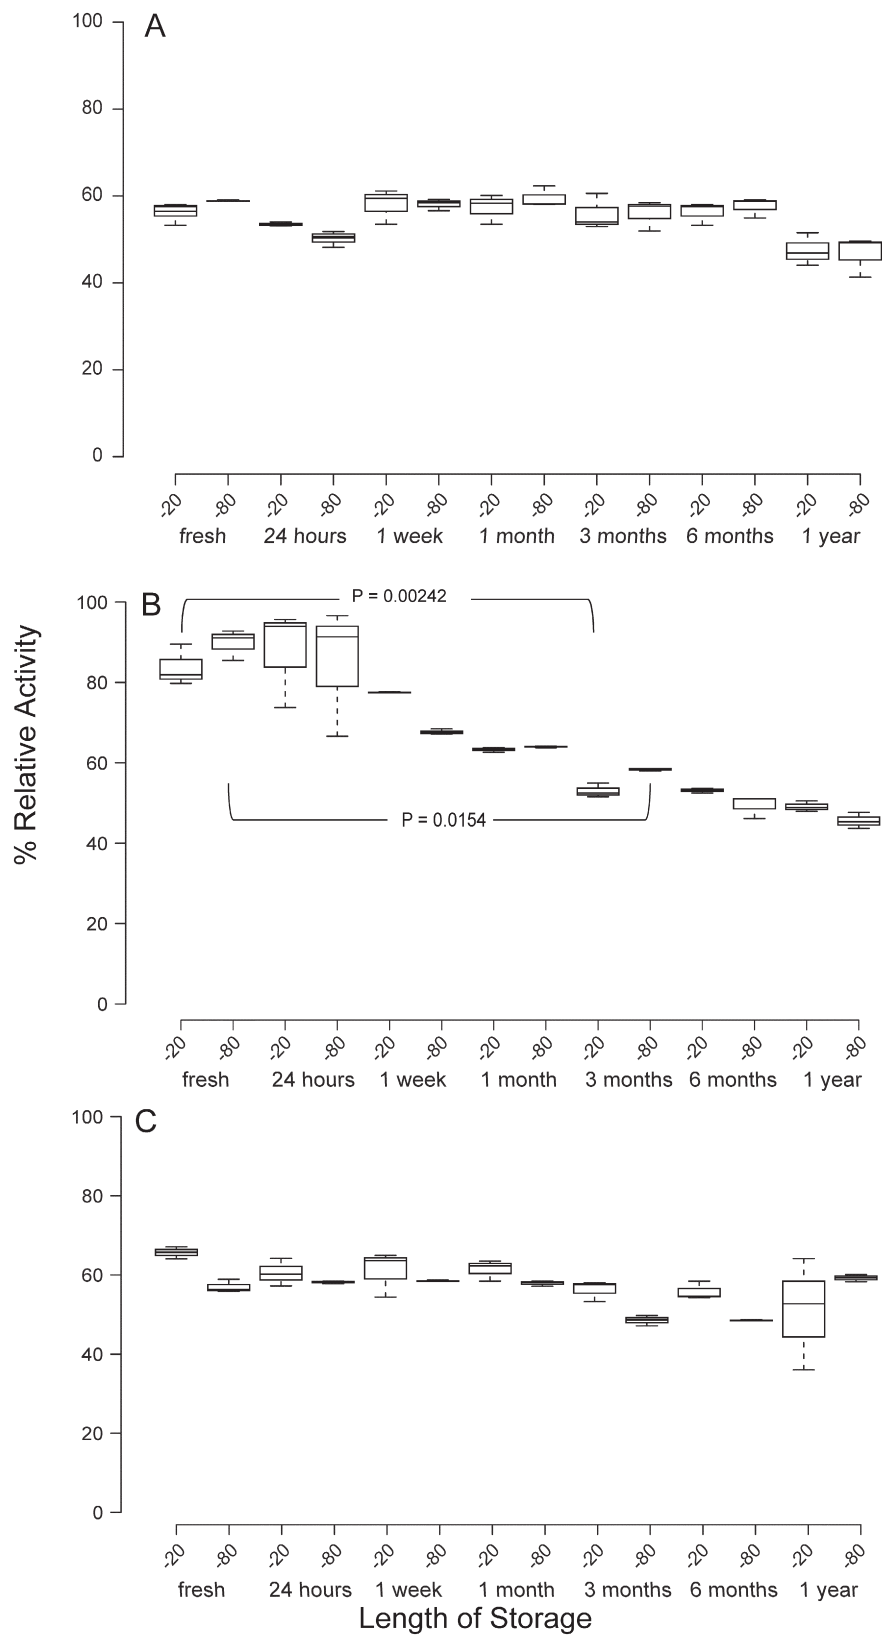 A
100
80
60
40
20
0
-20 -80 -20 -80 -20 -80 -20 -80 -20 -80 -20 -80 -20 -80
fresh 24 hours 1 week 1 month 3 months 6 months 1 year
% Relative Activity
B
P = 0.00242
100
80
60
40
20
0
P = 0.0154
-20 -80 -20 -80 -20 -80 -20 -80 -20 -80 -20 -80 -20 -80
fresh 24 hours 1 week 1 month 3 months 6 months 1 year
C
100
80
60
40
20
0
-20 -80 -20 -80 -20 -80 -20 -80 -20 -80 -20 -80 -20 -80
fresh 24 hours 1 week 1 month 3 months 6 months 1 year
Length of Storage